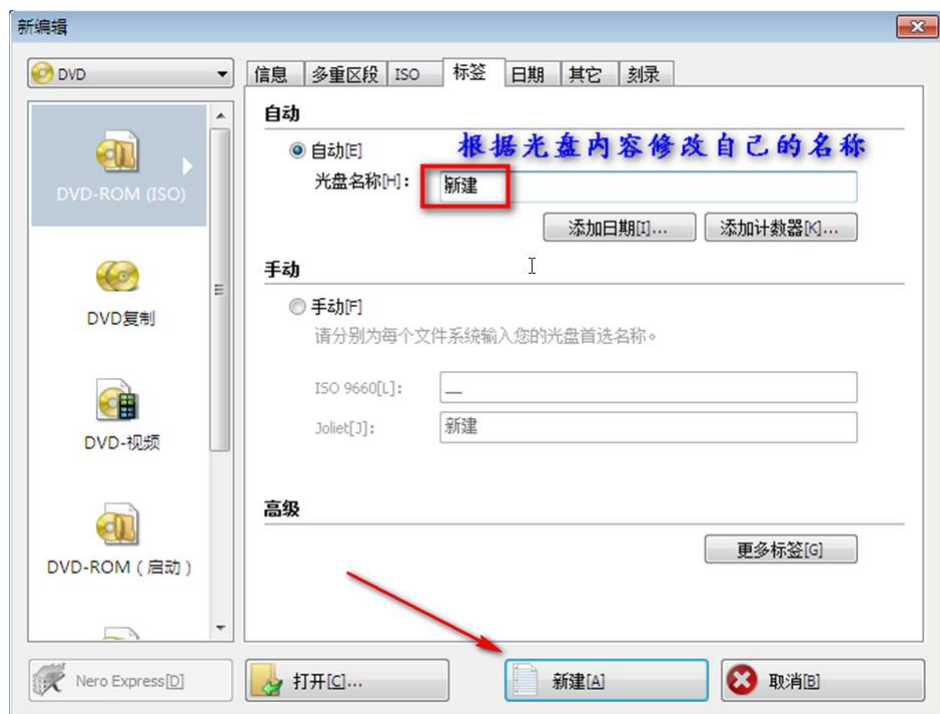 新编辑
DVD
信息 多重区段 ISO 标签 日期 其它 刻录
DVD-ROM (ISO)
DVD复制
DVD-视频
DVD-ROM（启动）
自动
自动[E]
根据光盘内容修改自己的名称
光盘名称[H]: 新建
添加日期[I]... 添加计数器[K]...
手动
手动[F]
请分别为每个文件系统输入您的光盘首选名称。
ISO 9660[L]: __
Joliet[J]: 新建
高级
更多标签[G]
Nero Express[D] 打开[C]... 新建[A] 取消[B]